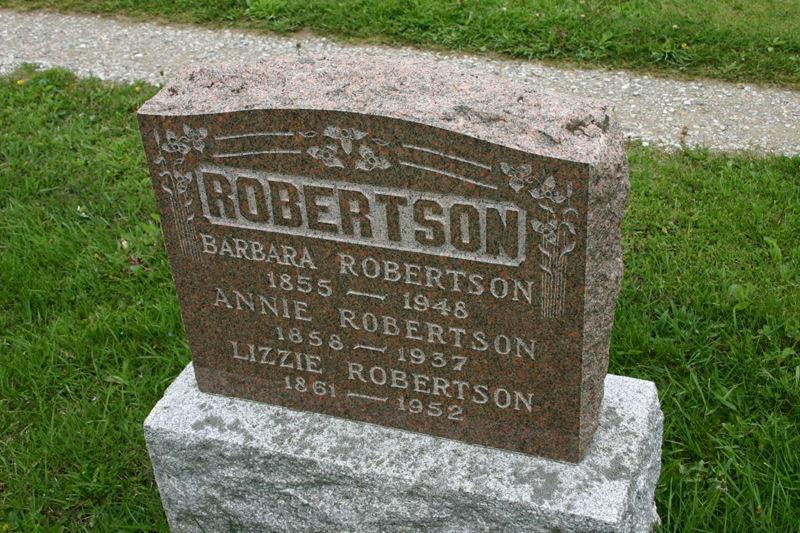 ROBERTSON
BARBARA ROBERTSON
1855 — 1948
ANNIE ROBERTSON
1858 — 1937
LIZZIE ROBERTSON
1861 — 1952